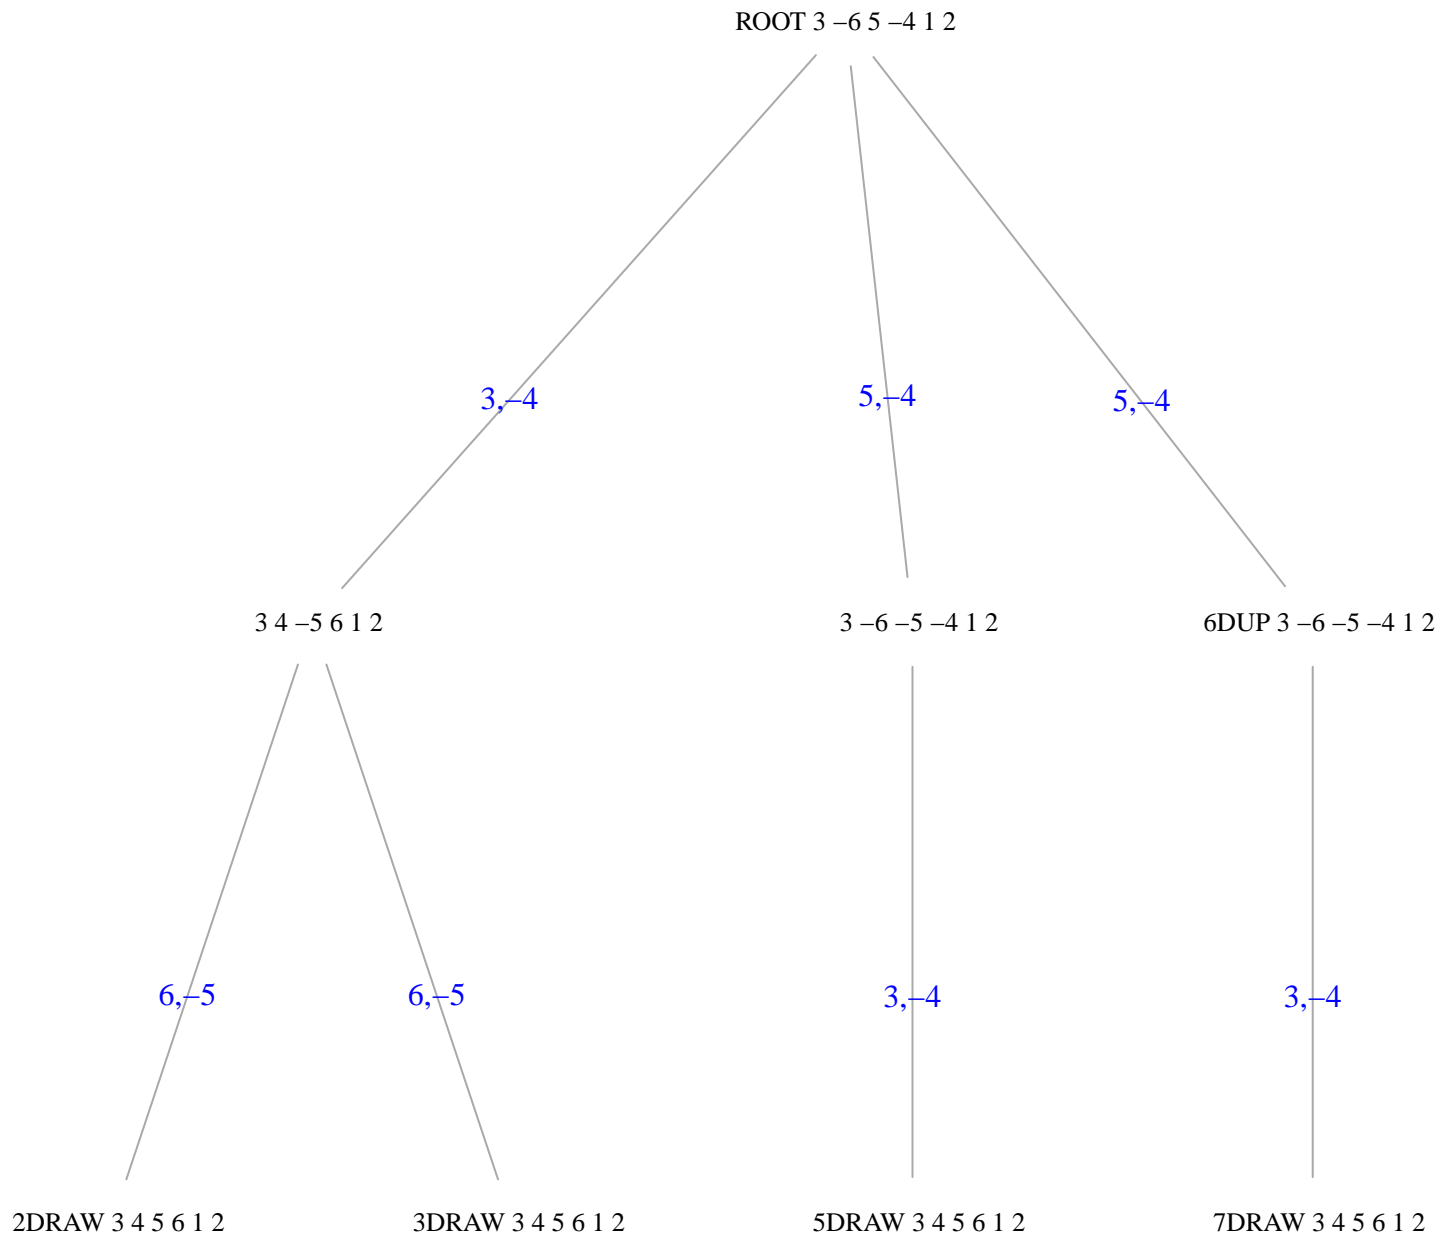 ROOT 3 –6 5 –4 1 2
3,–4
5,–4
5,–4
3 4 –5 6 1 2
3 –6 –5 –4 1 2
6DUP 3 –6 –5 –4 1 2
6,–5
6,–5
3,–4
3,–4
2DRAW 3 4 5 6 1 2
3DRAW 3 4 5 6 1 2
5DRAW 3 4 5 6 1 2
7DRAW 3 4 5 6 1 2